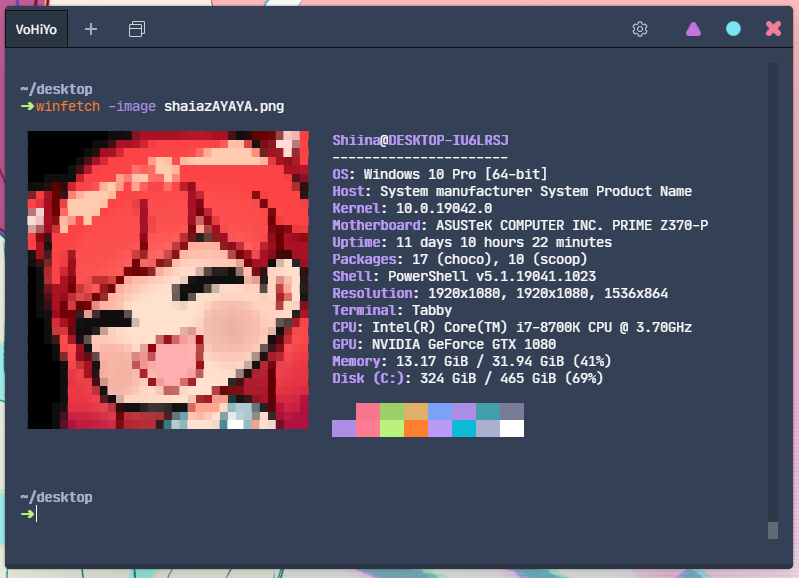 VoHiYo
~/desktop
➜winfetch -image shaiazAYAYA.png
Shiina@DESKTOP-IU6LRSJ
----------------------
OS: Windows 10 Pro [64-bit]
Host: System manufacturer System Product Name
Kernel: 10.0.19042.0
Motherboard: ASUSTeK COMPUTER INC. PRIME Z370-P
Uptime: 11 days 10 hours 22 minutes
Packages: 17 (choco), 10 (scoop)
Shell: PowerShell v5.1.19041.1023
Resolution: 1920x1080, 1920x1080, 1536x864
Terminal: Tabby
CPU: Intel(R) Core(TM) i7-8700K CPU @ 3.70GHz
GPU: NVIDIA GeForce GTX 1080
Memory: 13.17 GiB / 31.94 GiB (41%)
Disk (C:): 324 GiB / 465 GiB (69%)
~/desktop
➜